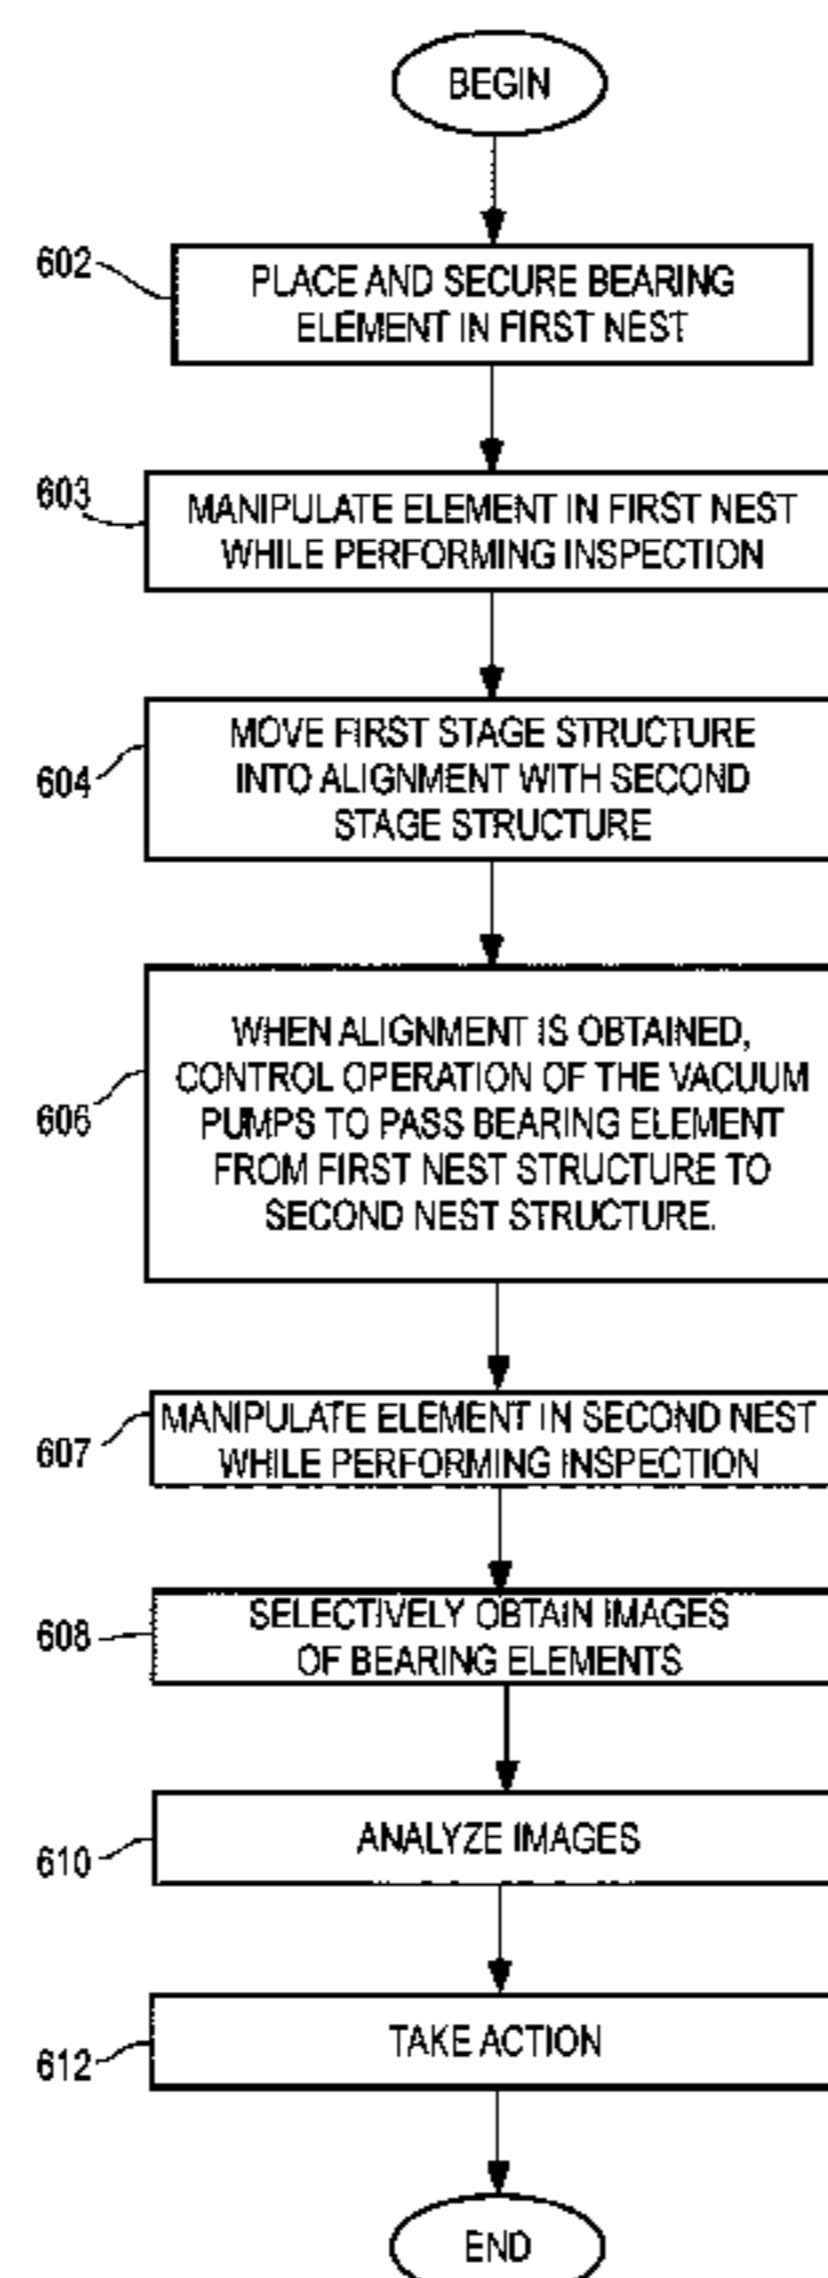 BEGIN
602
PLACE AND SECURE BEARING
ELEMENT IN FIRST NEST
603
MANIPULATE ELEMENT IN FIRST NEST
WHILE PERFORMING INSPECTION
604
MOVE FIRST STAGE STRUCTURE
INTO ALIGNMENT WITH SECOND
STAGE STRUCTURE
606
WHEN ALIGNMENT IS OBTAINED,
CONTROL OPERATION OF THE VACUUM
PUMPS TO PASS BEARING ELEMENT
FROM FIRST NEST STRUCTURE TO
SECOND NEST STRUCTURE.
607
MANIPULATE ELEMENT IN SECOND NEST
WHILE PERFORMING INSPECTION
608
SELECTIVELY OBTAIN IMAGES
OF BEARING ELEMENTS
610
ANALYZE IMAGES
612
TAKE ACTION
END